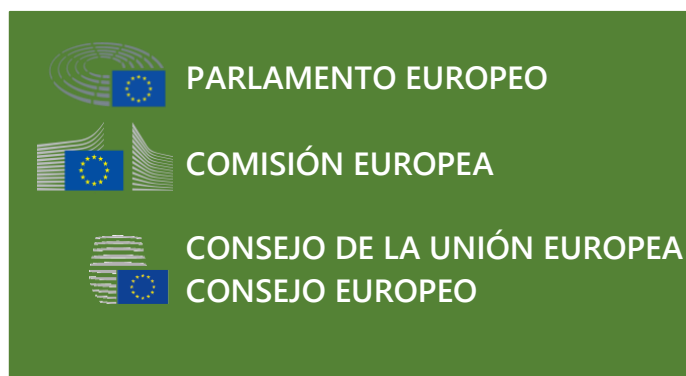 PARLAMENTO EUROPEO
COMISIÓN EUROPEA
CONSEJO DE LA UNIÓN EUROPEA
CONSEJO EUROPEO